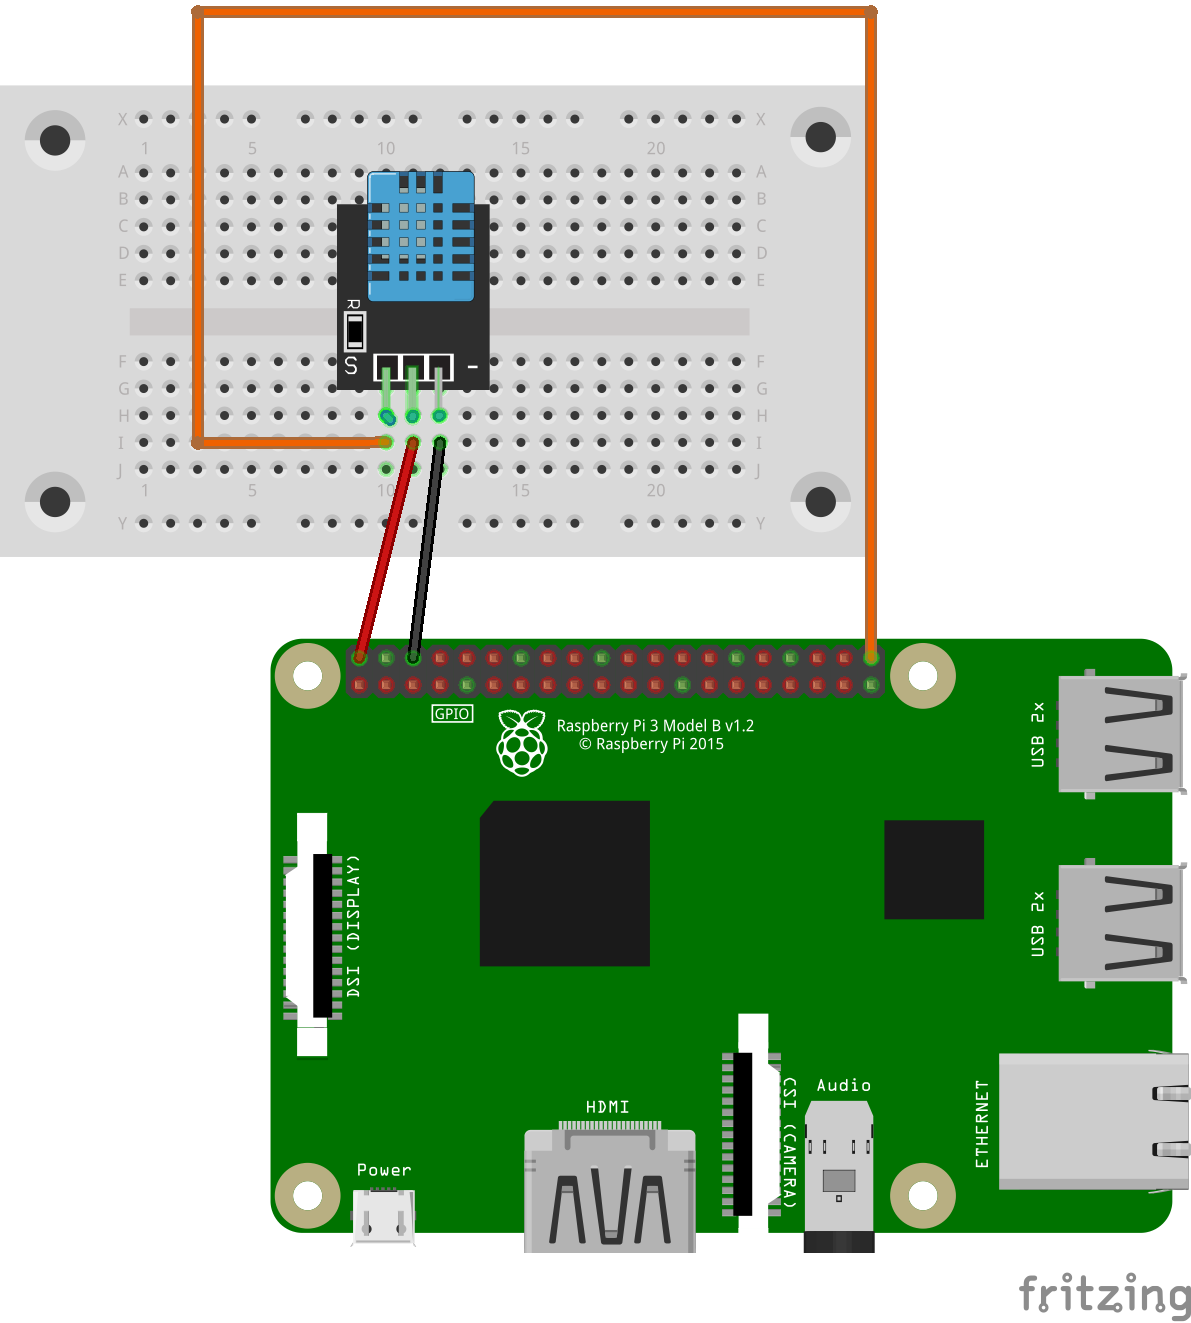 X X
1 5 10 15 20
A A
B B
C C
D D
E E
R
F F
S -
G G
H H
I I
J J
1 5 10 15 20
Y Y
GPIO
Raspberry Pi 3 Model B v1.2
© Raspberry Pi 2015
USB 2x
USB 2x
DSI (DISPLAY)
CSI (CAMERA)
Audio
ETHERNET
HDMI
Power
fritzing